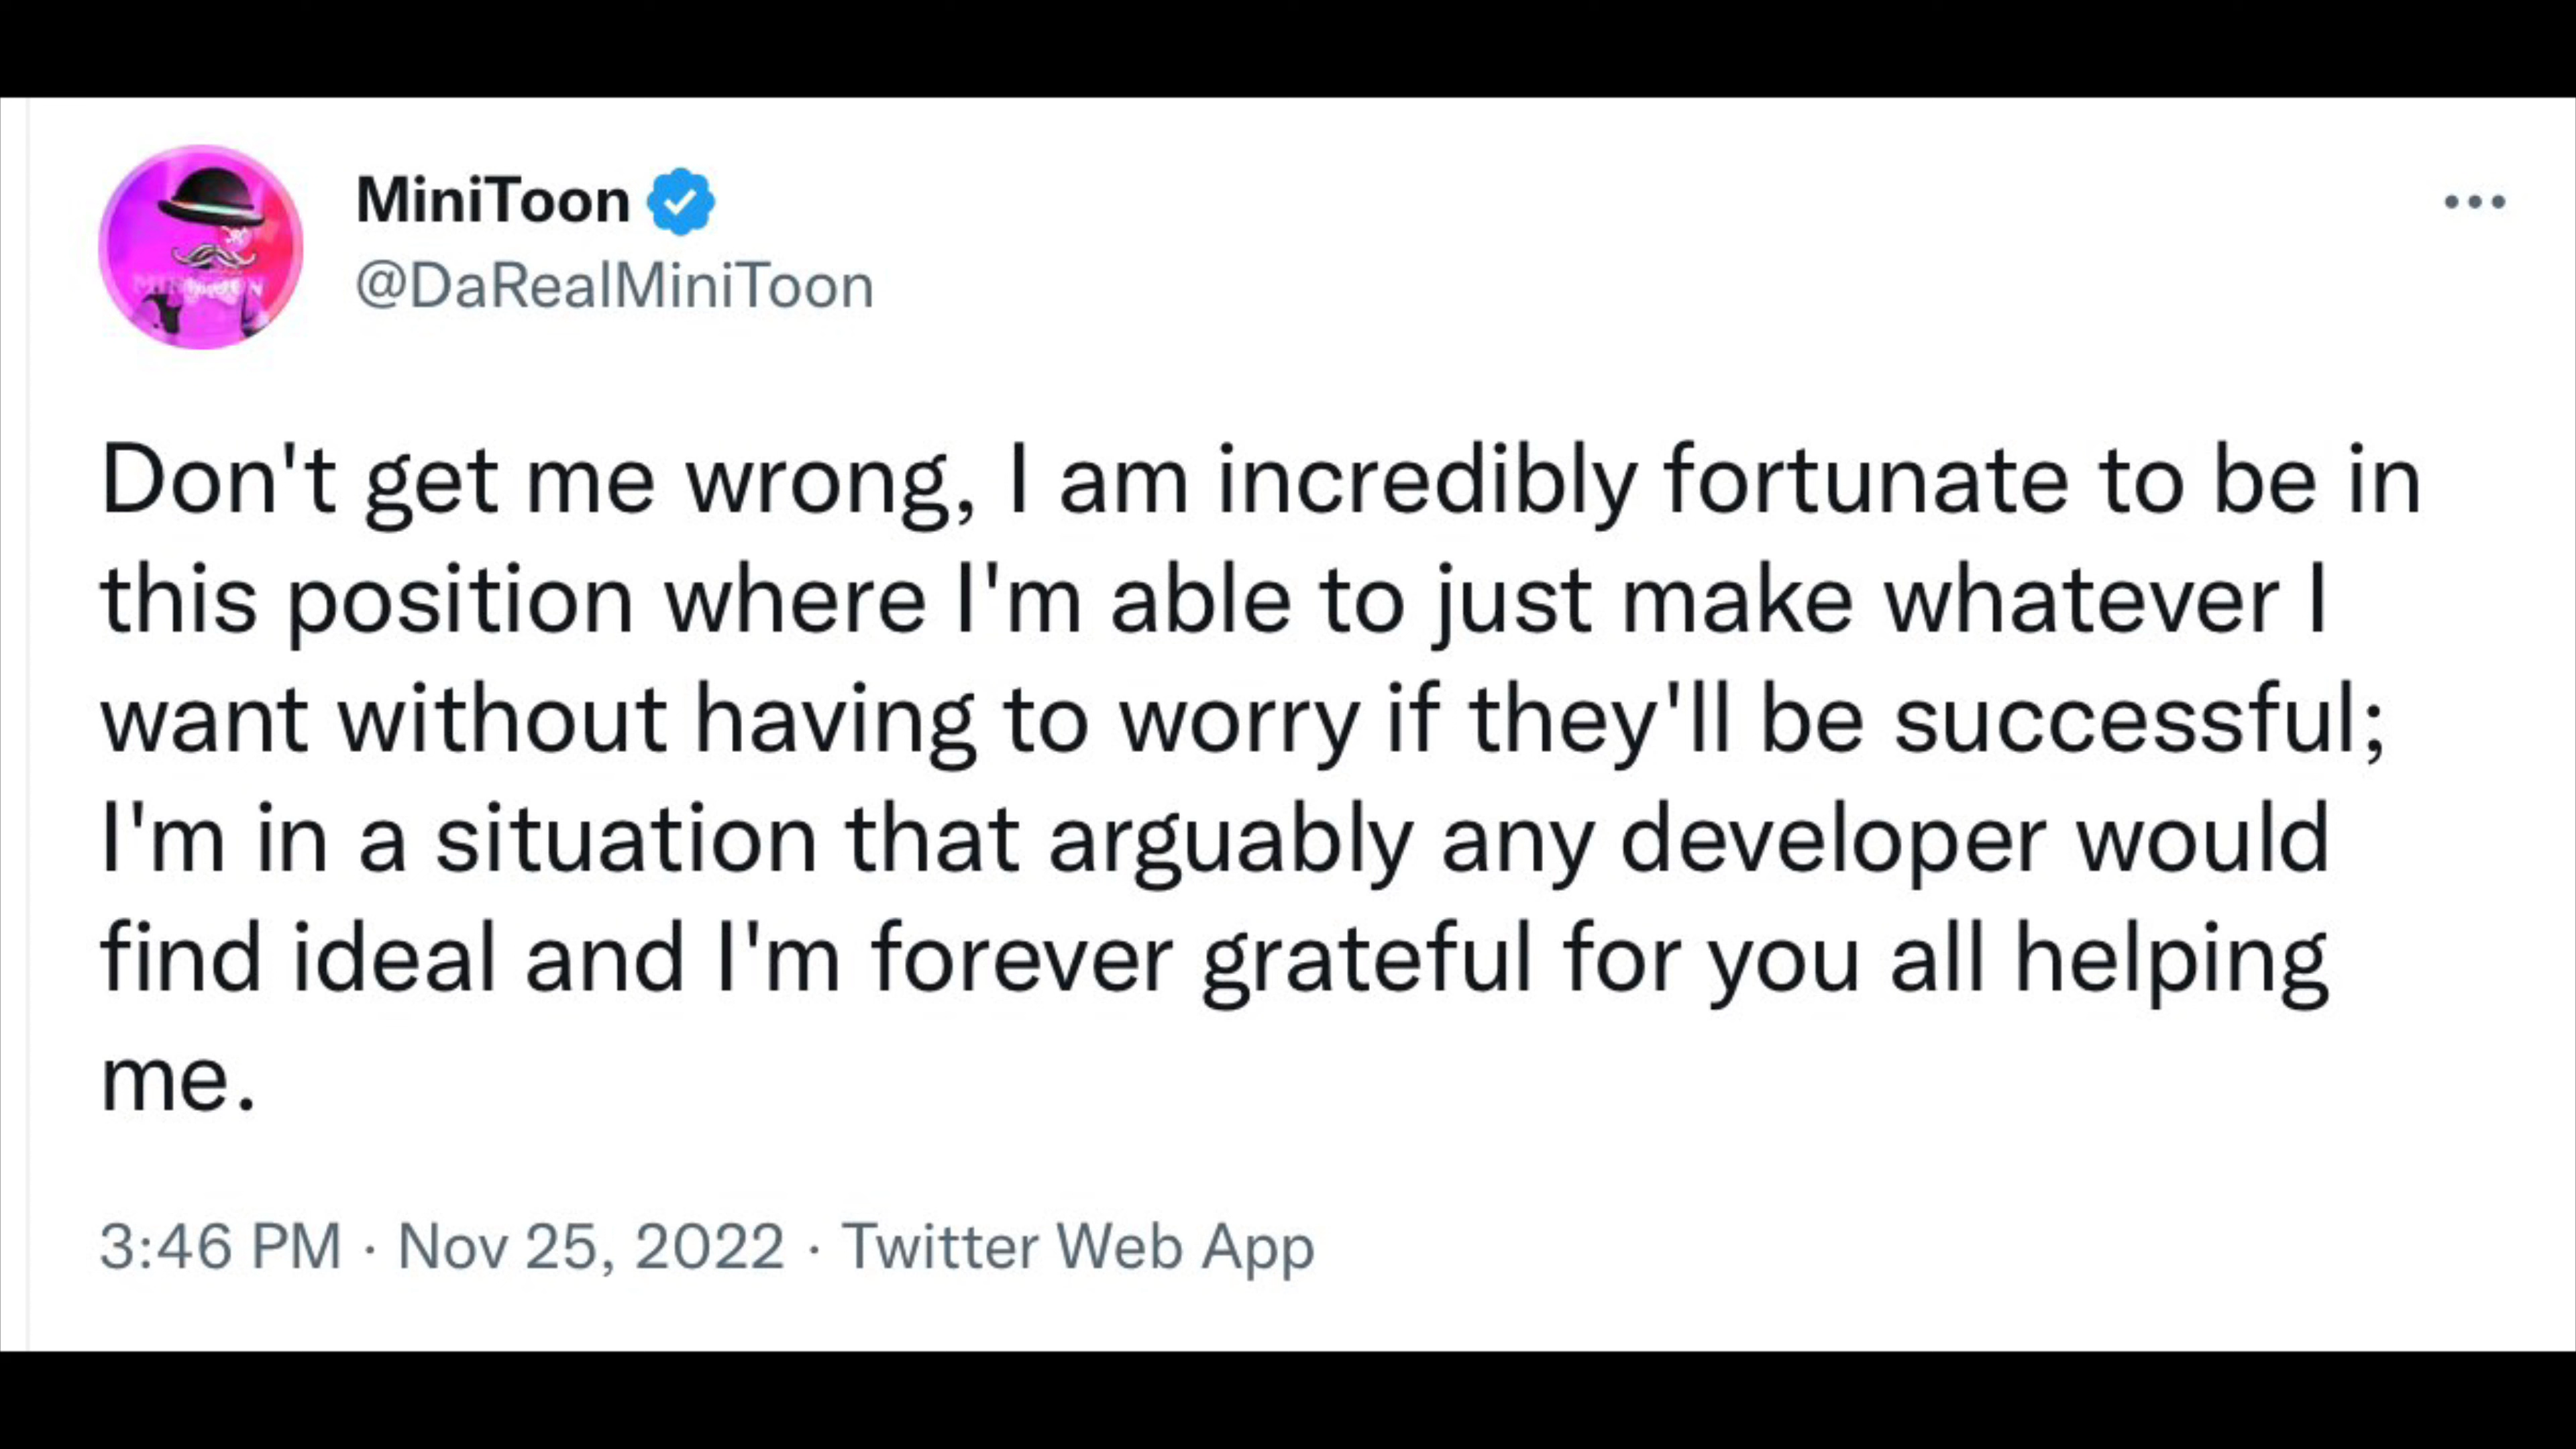 MiniToon
@DaRealMiniToon
Don't get me wrong, I am incredibly fortunate to be in
this position where I'm able to just make whatever I
want without having to worry if they'll be successful;
I'm in a situation that arguably any developer would
find ideal and I'm forever grateful for you all helping
me.
3:46 PM · Nov 25, 2022 · Twitter Web App